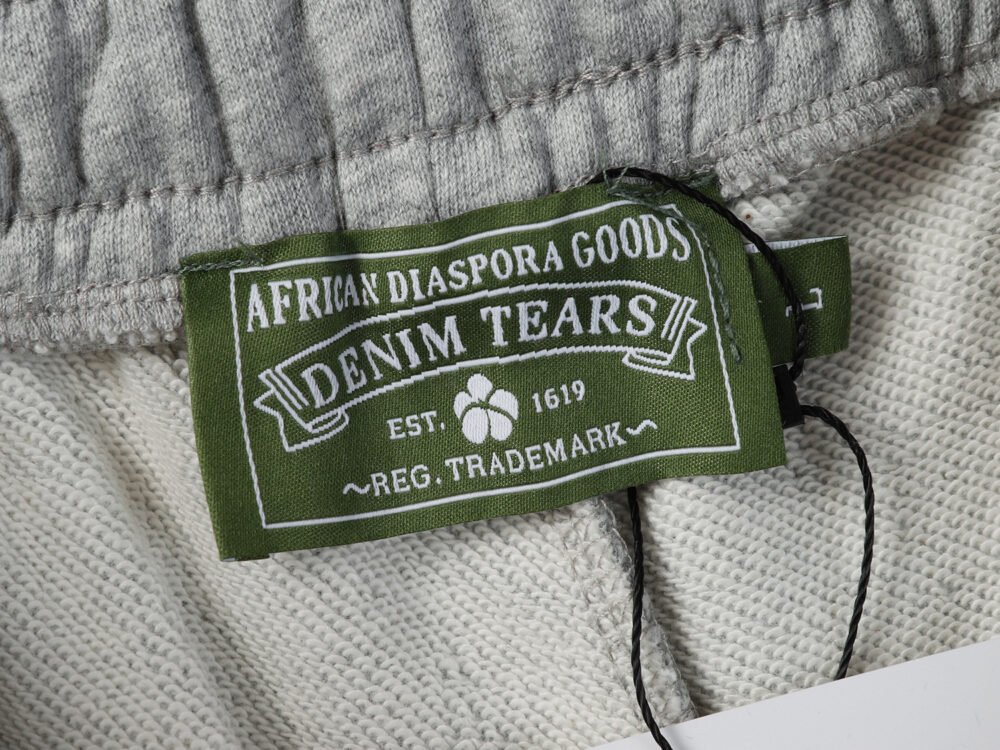 AFRICAN DIASPORA GOODS
DENIM TEARS
EST. 1619
~REG. TRADEMARK~